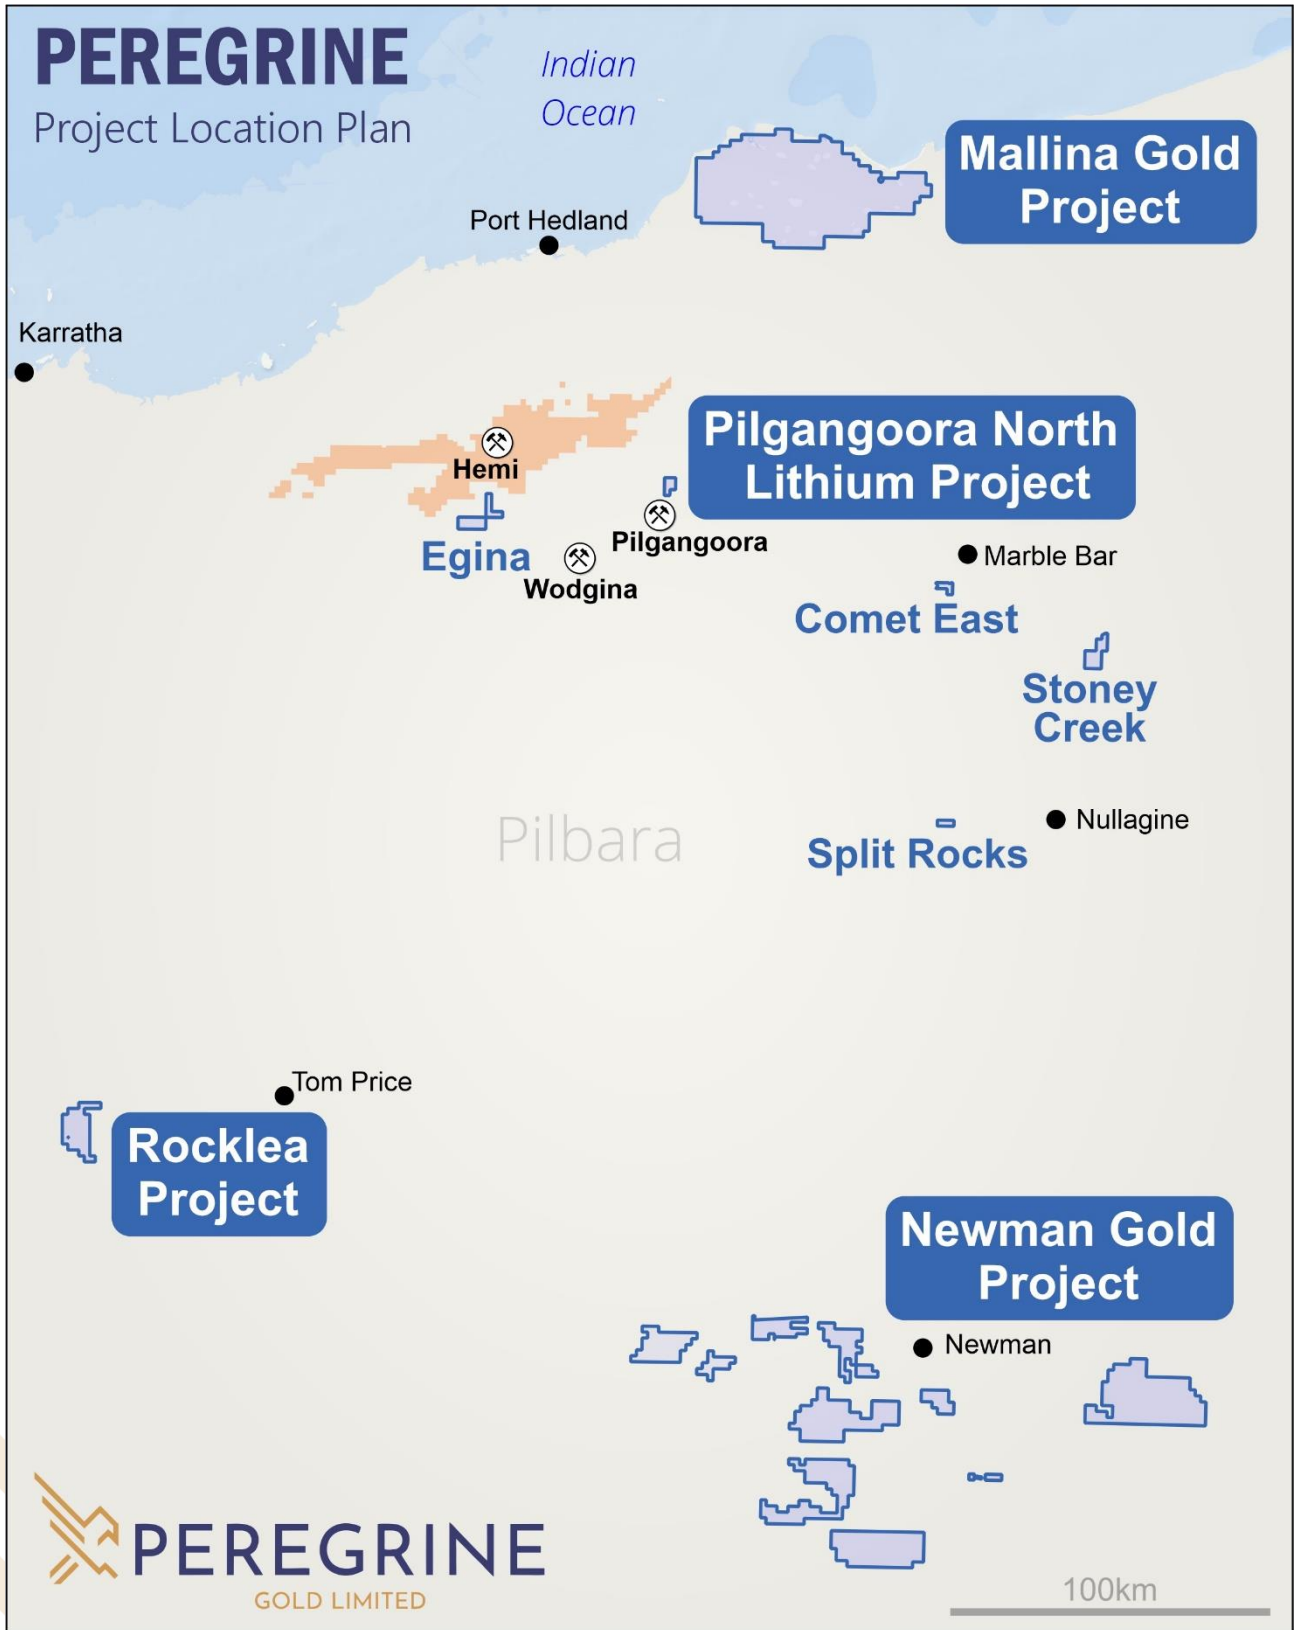 PEREGRINE
Project Location Plan
Indian
Ocean
Mallina Gold
Project
Port Hedland
Karratha
Pilgangoora North
Lithium Project
Hemi
Egina
Pilgangoora
Wodgina
Marble Bar
Comet East
Stoney
Creek
Pilbara
Nullagine
Split Rocks
Tom Price
Rocklea
Project
Newman Gold
Project
Newman
PEREGRINE
GOLD LIMITED
100km